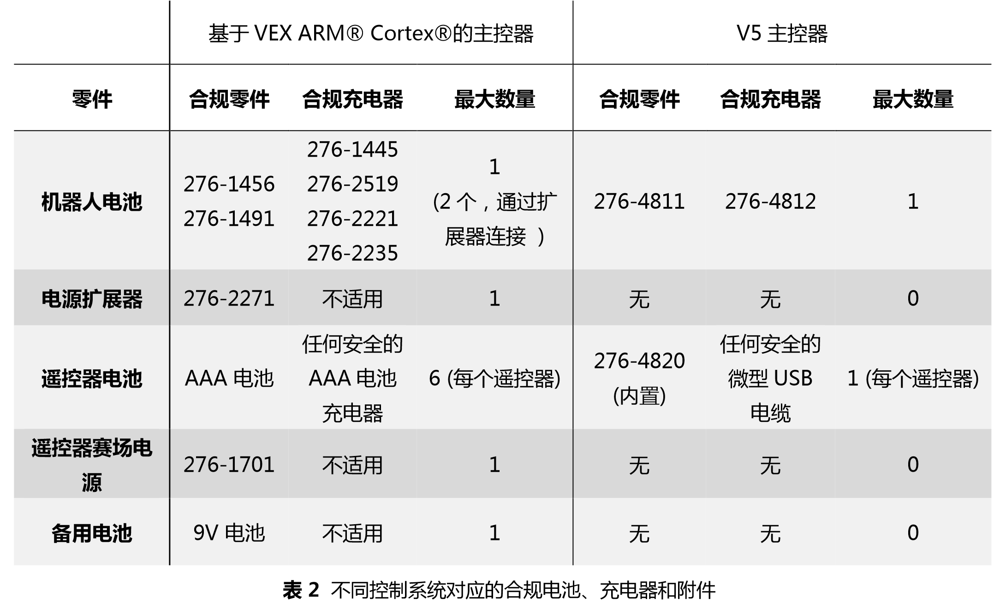 基于 VEX ARM® Cortex®的主控器 V5 主控器
零件 合规零件 合规充电器 最大数量 合规零件 合规充电器 最大数量
机器人电池
276-1456
276-1491
276-1445
276-2519
276-2221
276-2235
1
(2 个，通过扩
展器连接 ）
276-4811
276-4812
1
电源扩展器 276-2271 不适用 1 无 无 0
遥控器电池
AAA 电池
任何安全的
AAA 电池
充电器
6 (每个遥控器)
276-4820
(内置)
任何安全的
微型 USB
电缆
1 (每个遥控器)
遥控器赛场电
源
276-1701 不适用 1 无 无 0
备用电池 9V 电池 不适用 1 无 无 0
表 2 不同控制系统对应的合规电池、充电器和附件